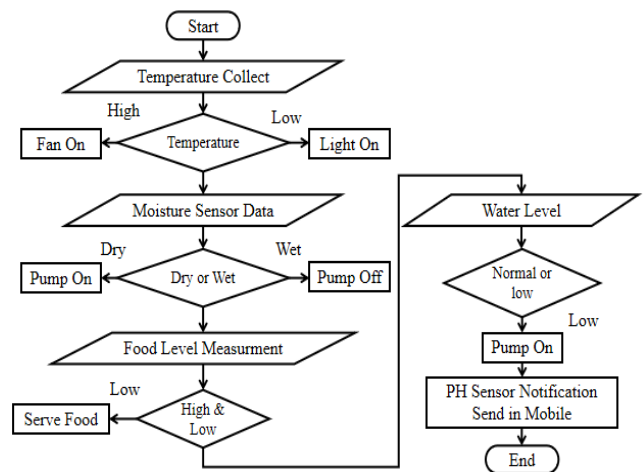 Start
Temperature Collect
High
Low
Fan On
Temperature
Light On
Moisture Sensor Data
Dry
Wet
Pump On
Dry or Wet
Pump Off
Food Level Measurment
Low
Serve Food
High &
Low
Water Level
Normal or
low
Low
Pump On
PH Sensor Notification
Send in Mobile
End